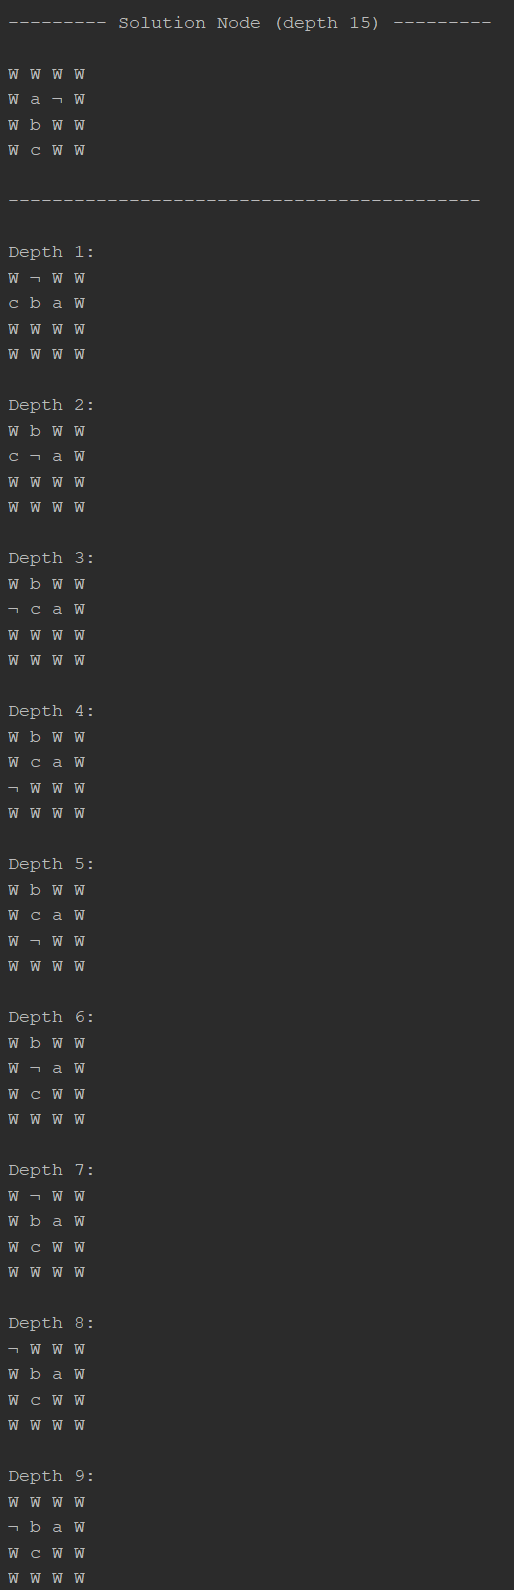 --------- Solution Node (depth 15) ---------
W W W W
W a ¬ W
W b W W
W c W W
-------------------------------------------
Depth 1:
W ¬ W W
c b a W
W W W W
W W W W
Depth 2:
W b W W
c ¬ a W
W W W W
W W W W
Depth 3:
W b W W
¬ c a W
W W W W
W W W W
Depth 4:
W b W W
W c a W
¬ W W W
W W W W
Depth 5:
W b W W
W c a W
W ¬ W W
W W W W
Depth 6:
W b W W
W ¬ a W
W c W W
W W W W
Depth 7:
W ¬ W W
W b a W
W c W W
W W W W
Depth 8:
¬ W W W
W b a W
W c W W
W W W W
Depth 9:
W W W W
¬ b a W
W c W W
W W W W